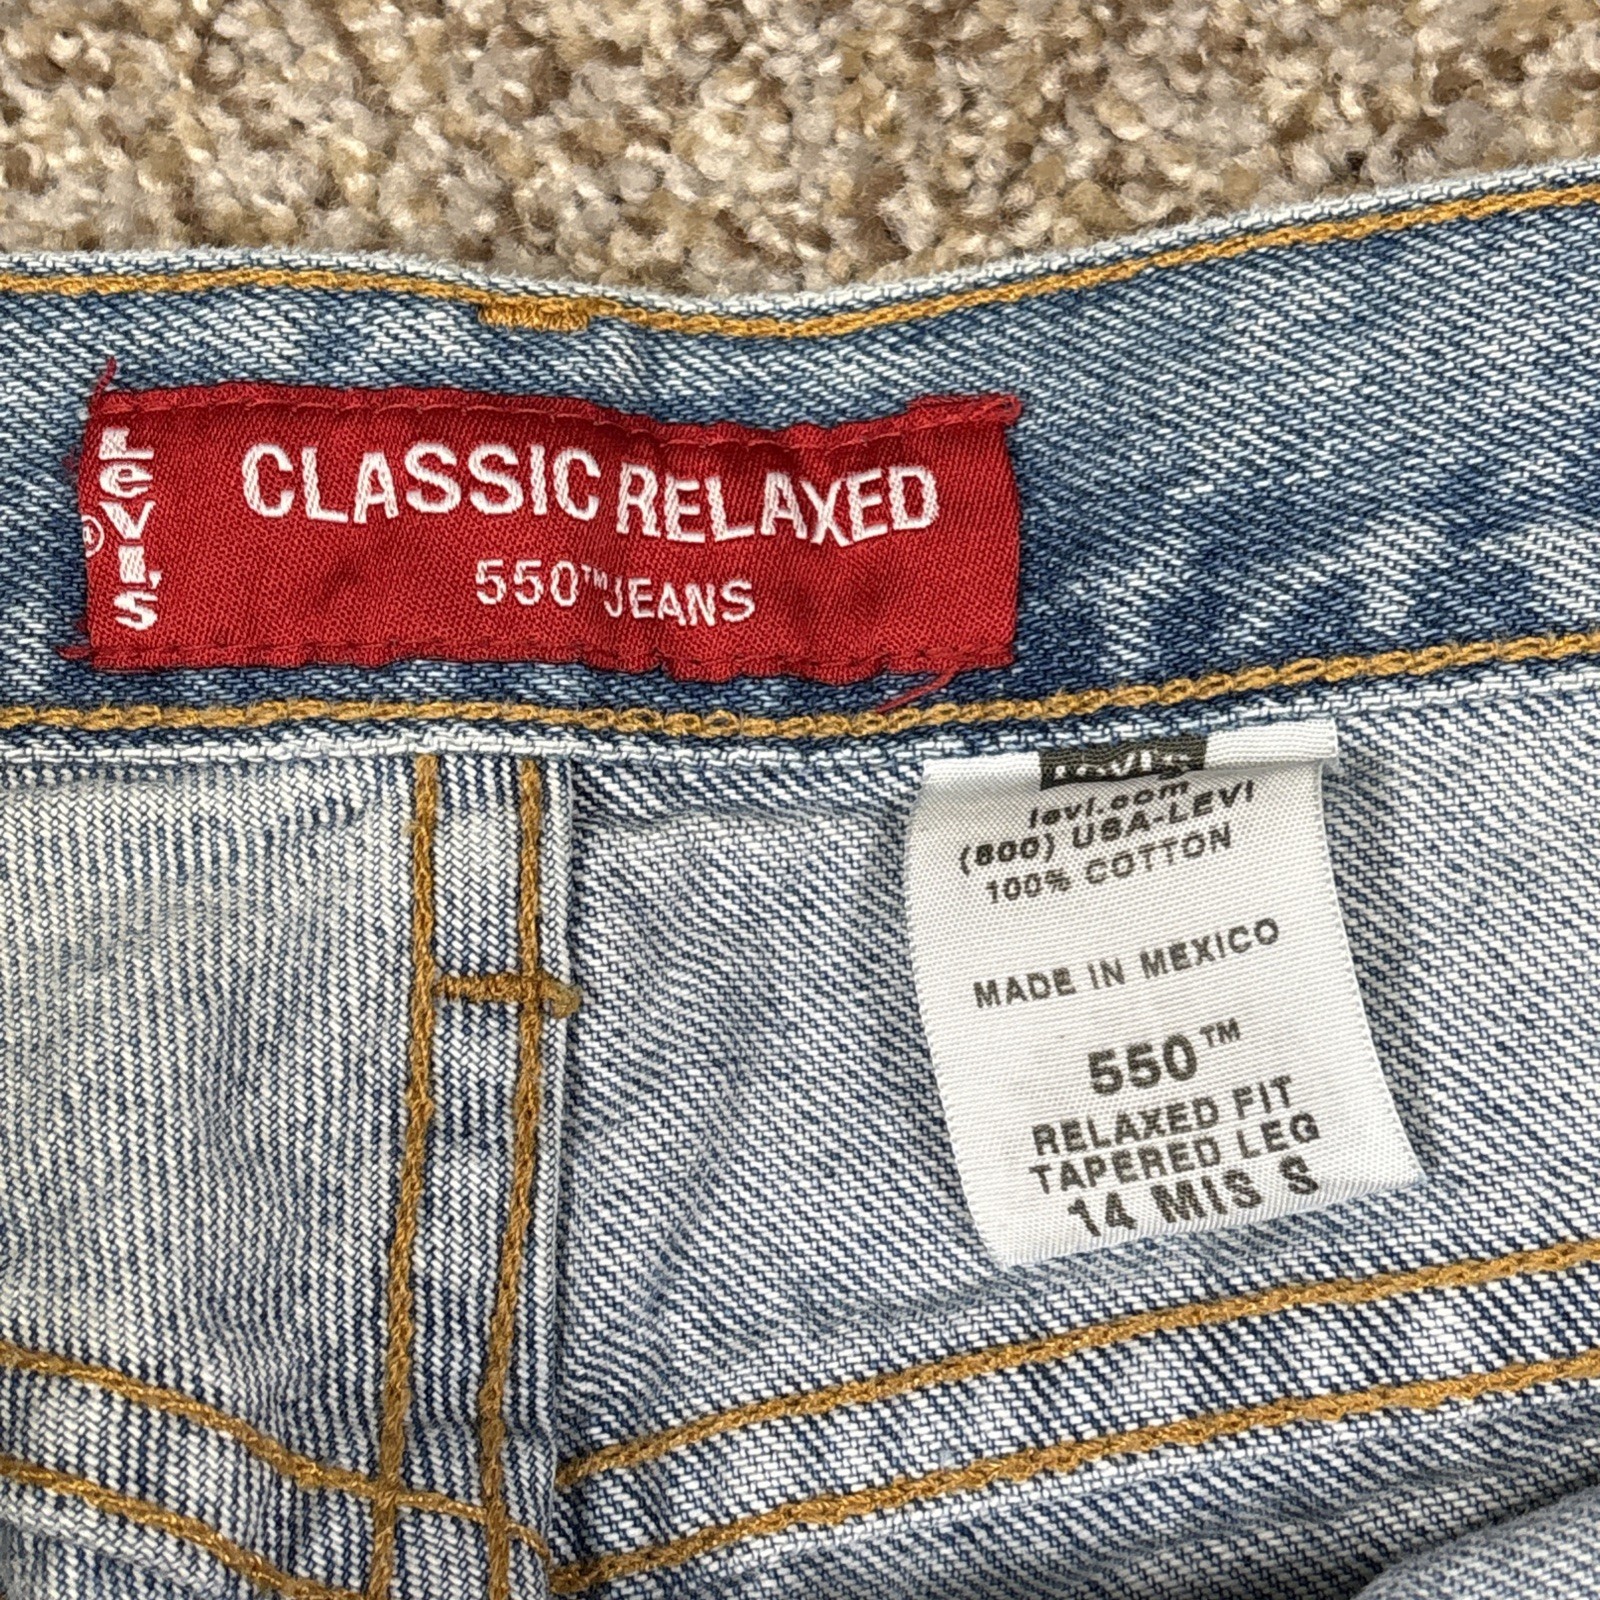 Levi's
®
CLASSIC RELAXED
550™ JEANS
Levi's
levi.com
(800) USA-LEVI
100% COTTON
MADE IN MEXICO
550™
RELAXED FIT
TAPERED LEG
14 MIS S